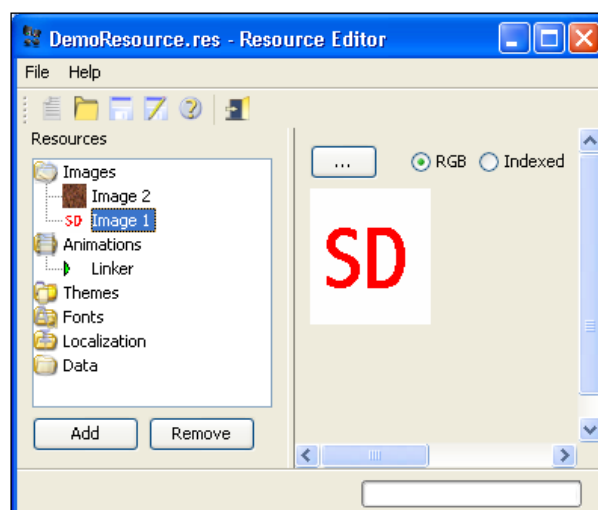 DemoResource.res - Resource Editor
File Help
Resources
... RGB Indexed
Images
Image 2
SD Image 1
SD
Animations
Linker
Themes
Fonts
Localization
Data
Add Remove